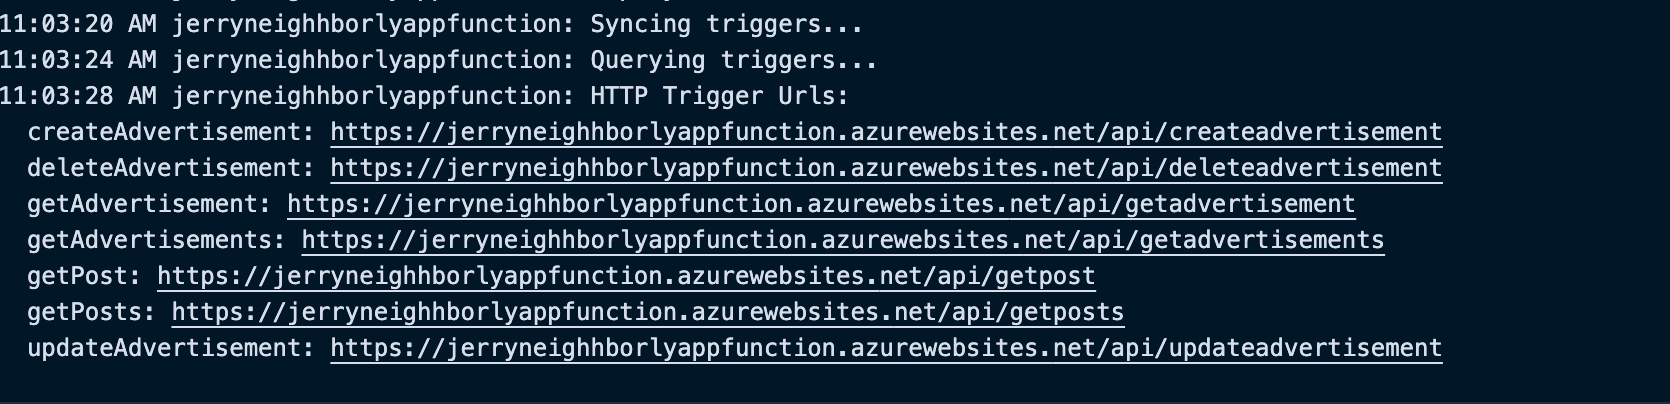 11:03:20 AM jerryneighhborlyappfunction: Syncing triggers...
11:03:24 AM jerryneighhborlyappfunction: Querying triggers...
11:03:28 AM jerryneighhborlyappfunction: HTTP Trigger Urls:
createAdvertisement: https://jerryneighhborlyappfunction.azurewebsites.net/api/createadvertisement
deleteAdvertisement: https://jerryneighhborlyappfunction.azurewebsites.net/api/deleteadvertisement
getAdvertisement: https://jerryneighhborlyappfunction.azurewebsites.net/api/getadvertisement
getAdvertisements: https://jerryneighhborlyappfunction.azurewebsites.net/api/getadvertisements
getPost: https://jerryneighhborlyappfunction.azurewebsites.net/api/getpost
getPosts: https://jerryneighhborlyappfunction.azurewebsites.net/api/getposts
updateAdvertisement: https://jerryneighhborlyappfunction.azurewebsites.net/api/updateadvertisement